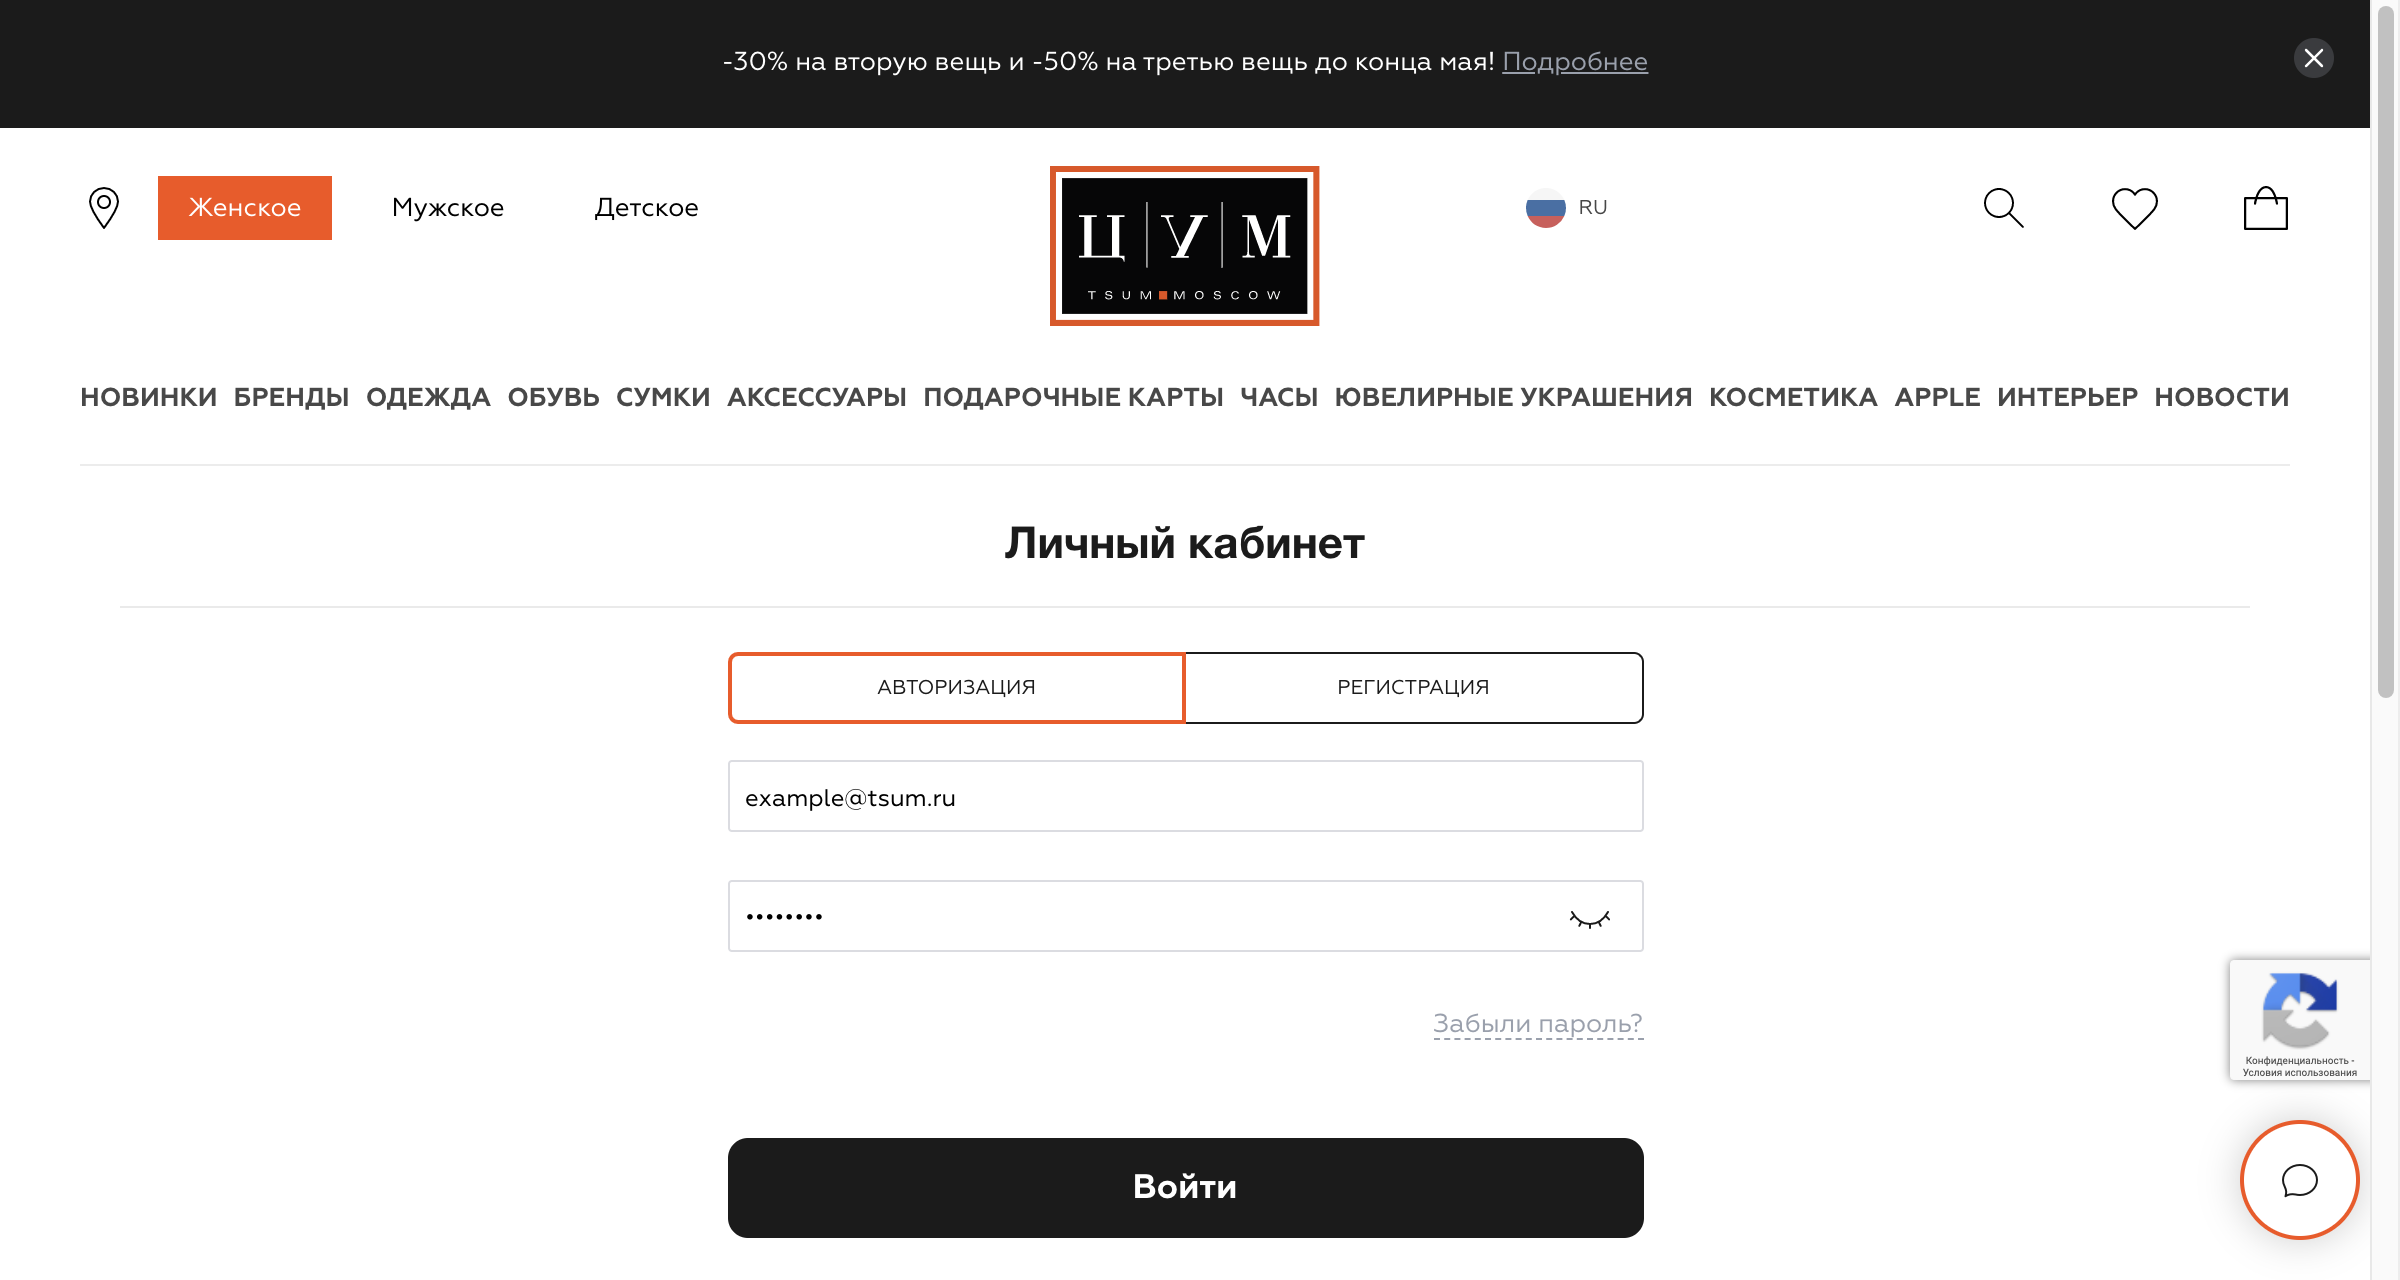 -30% на вторую вещь и -50% на третью вещь до конца мая! Подробнее
Женское Мужское Детское
ЦУМ
TSUM MOSCOW
RU
НОВИНКИ БРЕНДЫ ОДЕЖДА ОБУВЬ СУМКИ АКСЕССУАРЫ ПОДАРОЧНЫЕ КАРТЫ ЧАСЫ ЮВЕЛИРНЫЕ УКРАШЕНИЯ КОСМЕТИКА APPLE ИНТЕРЬЕР НОВОСТИ
Личный кабинет
АВТОРИЗАЦИЯ РЕГИСТРАЦИЯ
example@tsum.ru
••••••••
Забыли пароль?
Конфиденциальность -
Условия использования
Войти